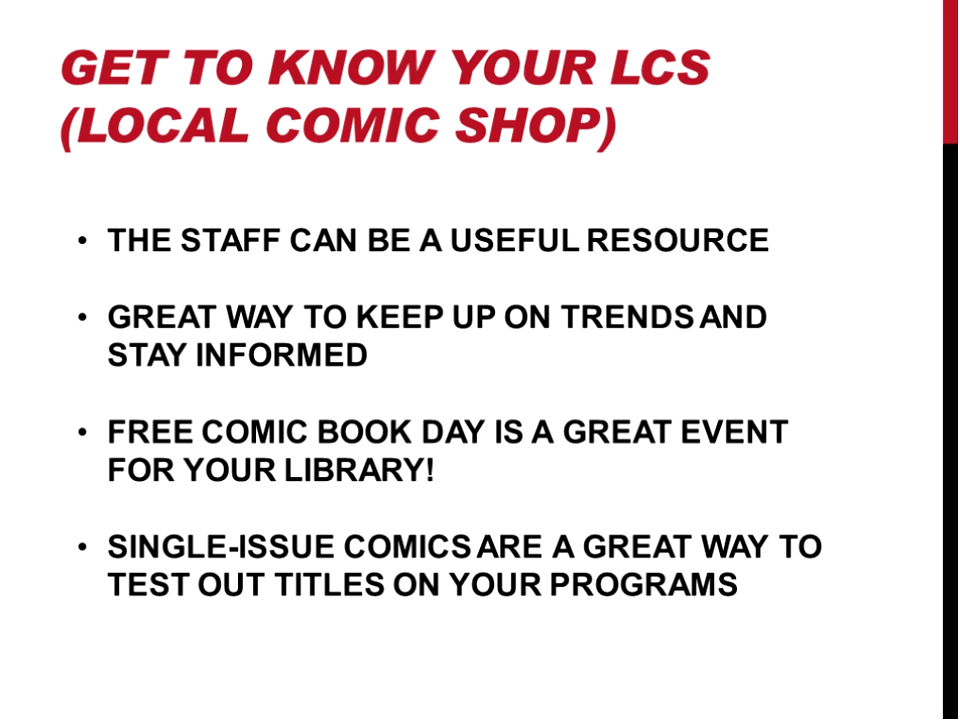 GET TO KNOW YOUR LCS
(LOCAL COMIC SHOP)
• THE STAFF CAN BE A USEFUL RESOURCE
• GREAT WAY TO KEEP UP ON TRENDS AND
STAY INFORMED
• FREE COMIC BOOK DAY IS A GREAT EVENT
FOR YOUR LIBRARY!
• SINGLE-ISSUE COMICS ARE A GREAT WAY TO
TEST OUT TITLES ON YOUR PROGRAMS